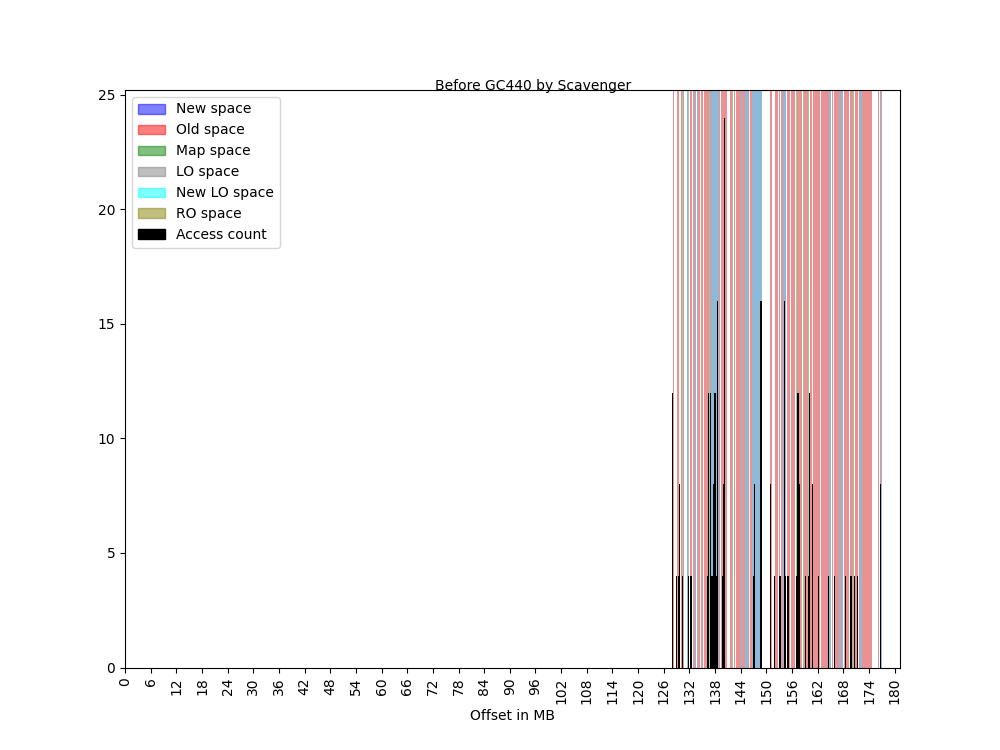 Before GC440 by Scavenger
25
20
15
10
5
0
New space
Old space
Map space
LO space
New LO space
RO space
Access count
0 6 12 18 24 30 36 42 48 54 60 66 72 78 84 90 96 102 108 114 120 126 132 138 144 150 156 162 168 174 180
Offset in MB